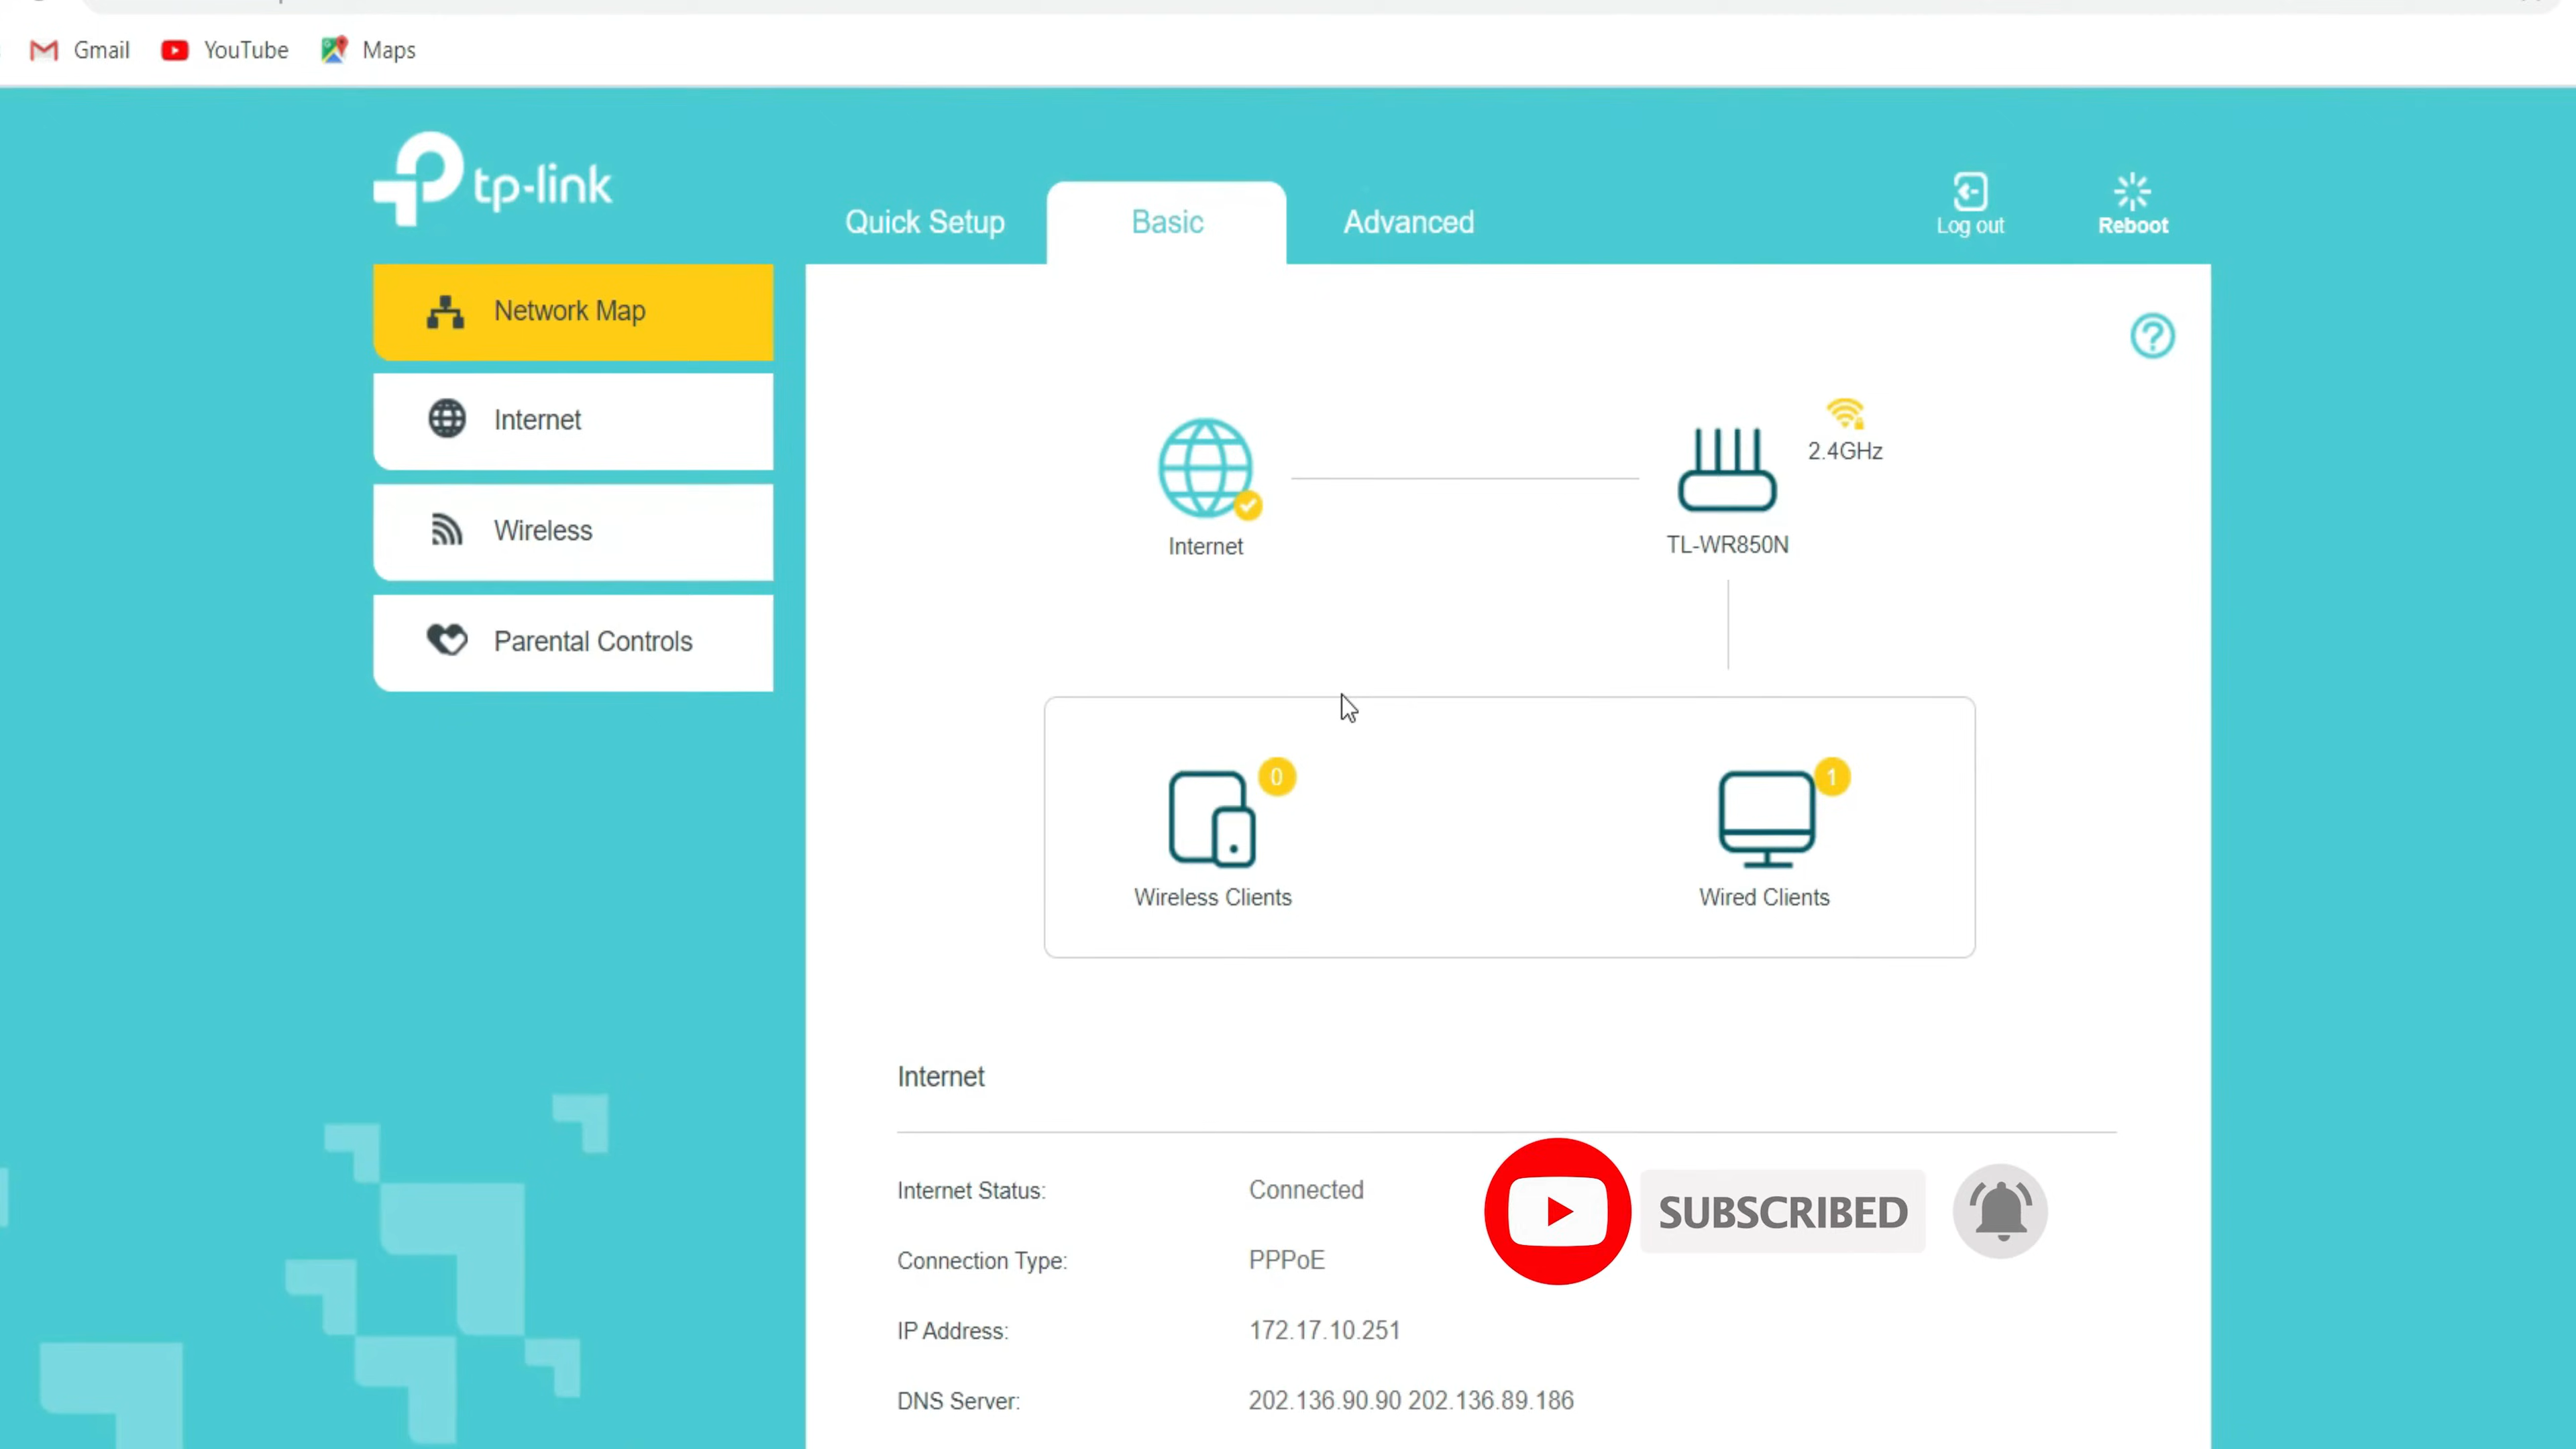 Gmail YouTube Maps
tp-link
Quick Setup Basic Advanced Log out Reboot
Network Map
Internet
Wireless
Parental Controls
2.4GHz
Internet TL-WR850N
0 1
Wireless Clients Wired Clients
Internet
Internet Status: Connected
SUBSCRIBED
Connection Type: PPPoE
IP Address: 172.17.10.251
DNS Server: 202.136.90.90 202.136.89.186